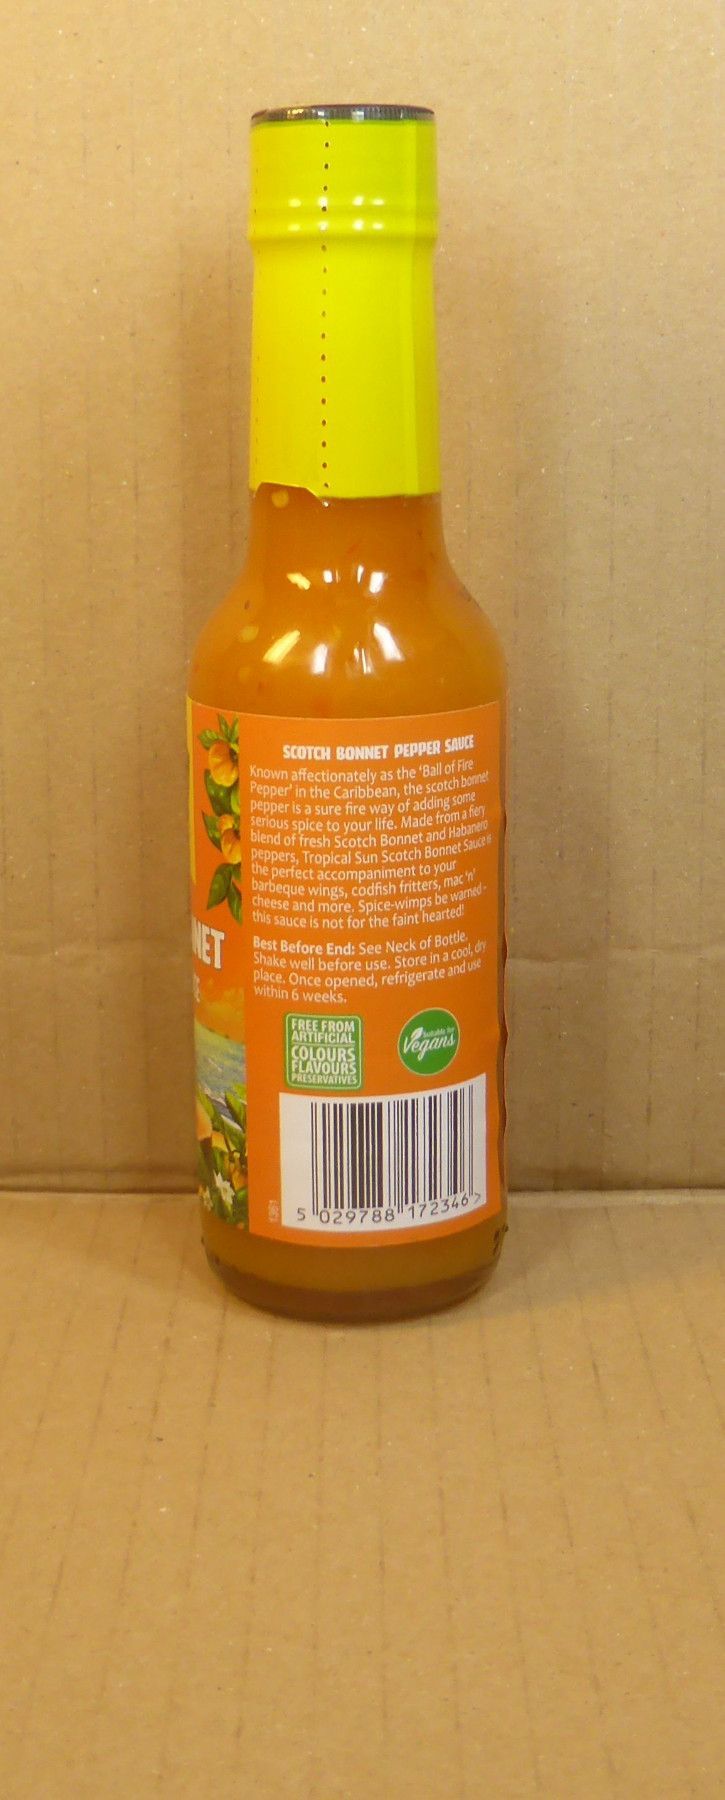 SCOTCH BONNET PEPPER SAUCE
Known affectionately as the 'Ball of Fire
Pepper' in the Caribbean, the scotch bonnet
pepper is a sure fire way of adding some
serious spice to your life. Made from a fiery
blend of fresh Scotch Bonnet and Habanero
peppers, Tropical Sun Scotch Bonnet Sauce is
the perfect accompaniment to your
barbeque wings, codfish fritters, mac 'n'
cheese and more. Spice-wimps be warned -
this sauce is not for the faint hearted!
Best Before End: See Neck of Bottle.
Shake well before use. Store in a cool, dry
place. Once opened, refrigerate and use
within 6 weeks.
NET
FREE FROM
ARTIFICIAL
COLOURS
FLAVOURS
PRESERVATIVES
Suitable for
Vegans
5 029788 172346 >